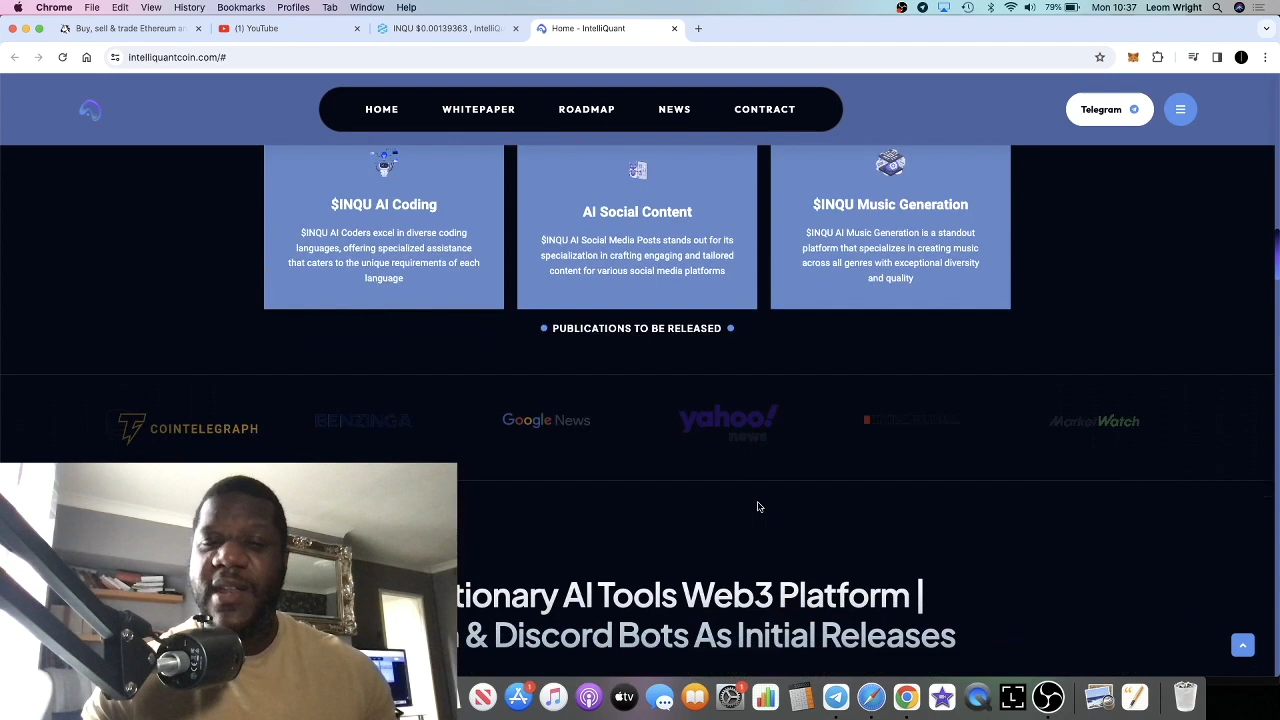 Chrome File Edit View History Bookmarks Profiles Tab Window Help
79% Mon 10:37 Leom Wright
Buy, sell & trade Ethereum an
(1) YouTube
INQU $0.00139363 , IntelliQu
Home - IntelliQuant
intelliquantcoin.com/#
HOME WHITEPAPER ROADMAP NEWS CONTRACT
Telegram
$INQU AI Coding
$INQU AI Coders excel in diverse coding
languages, offering specialized assistance
that caters to the unique requirements of each
language
AI Social Content
$INQU AI Social Media Posts stands out for its
specialization in crafting engaging and tailored
content for various social media platforms
$INQU Music Generation
$INQU AI Music Generation is a standout
platform that specializes in creating music
across all genres with exceptional diversity
and quality
PUBLICATIONS TO BE RELEASED
COINTELEGRAPH BENZINGA Google News yahoo! MarketWatch
news
tionary AI Tools Web3 Platform |
& Discord Bots As Initial Releases
tv